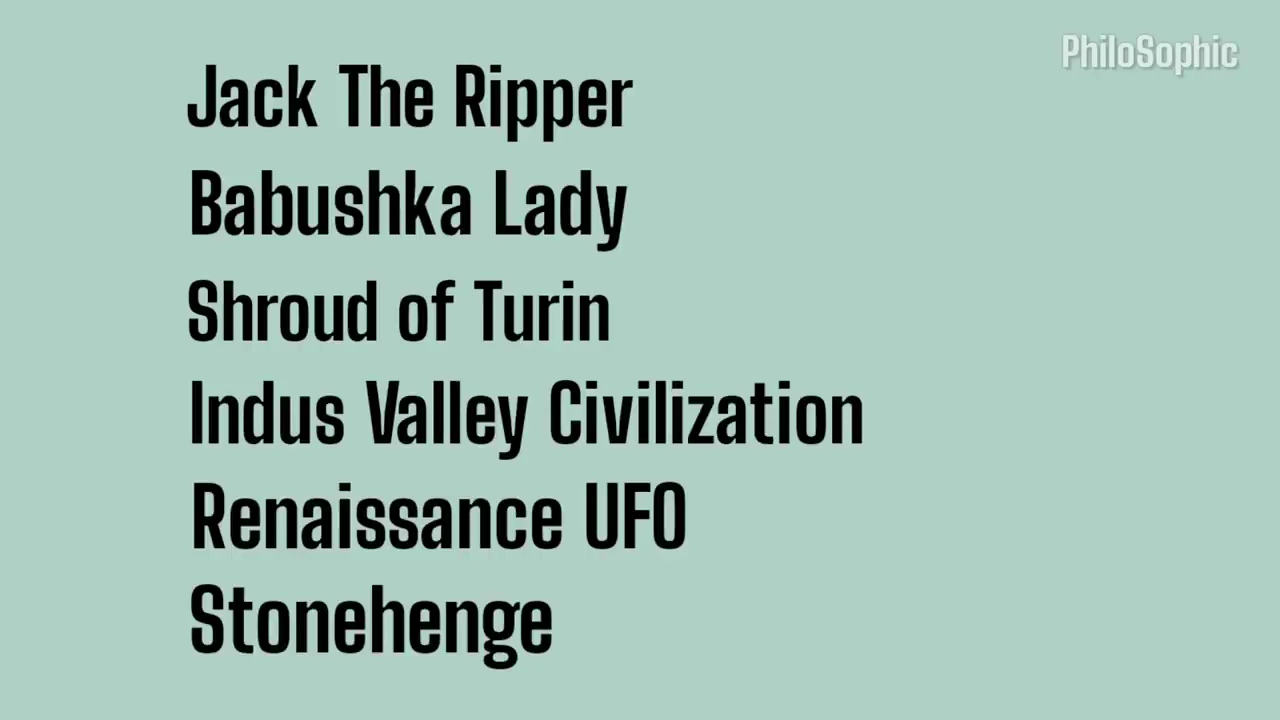 PhiloSophic
Jack The Ripper
Babushka Lady
Shroud of Turin
Indus Valley Civilization
Renaissance UFO
Stonehenge